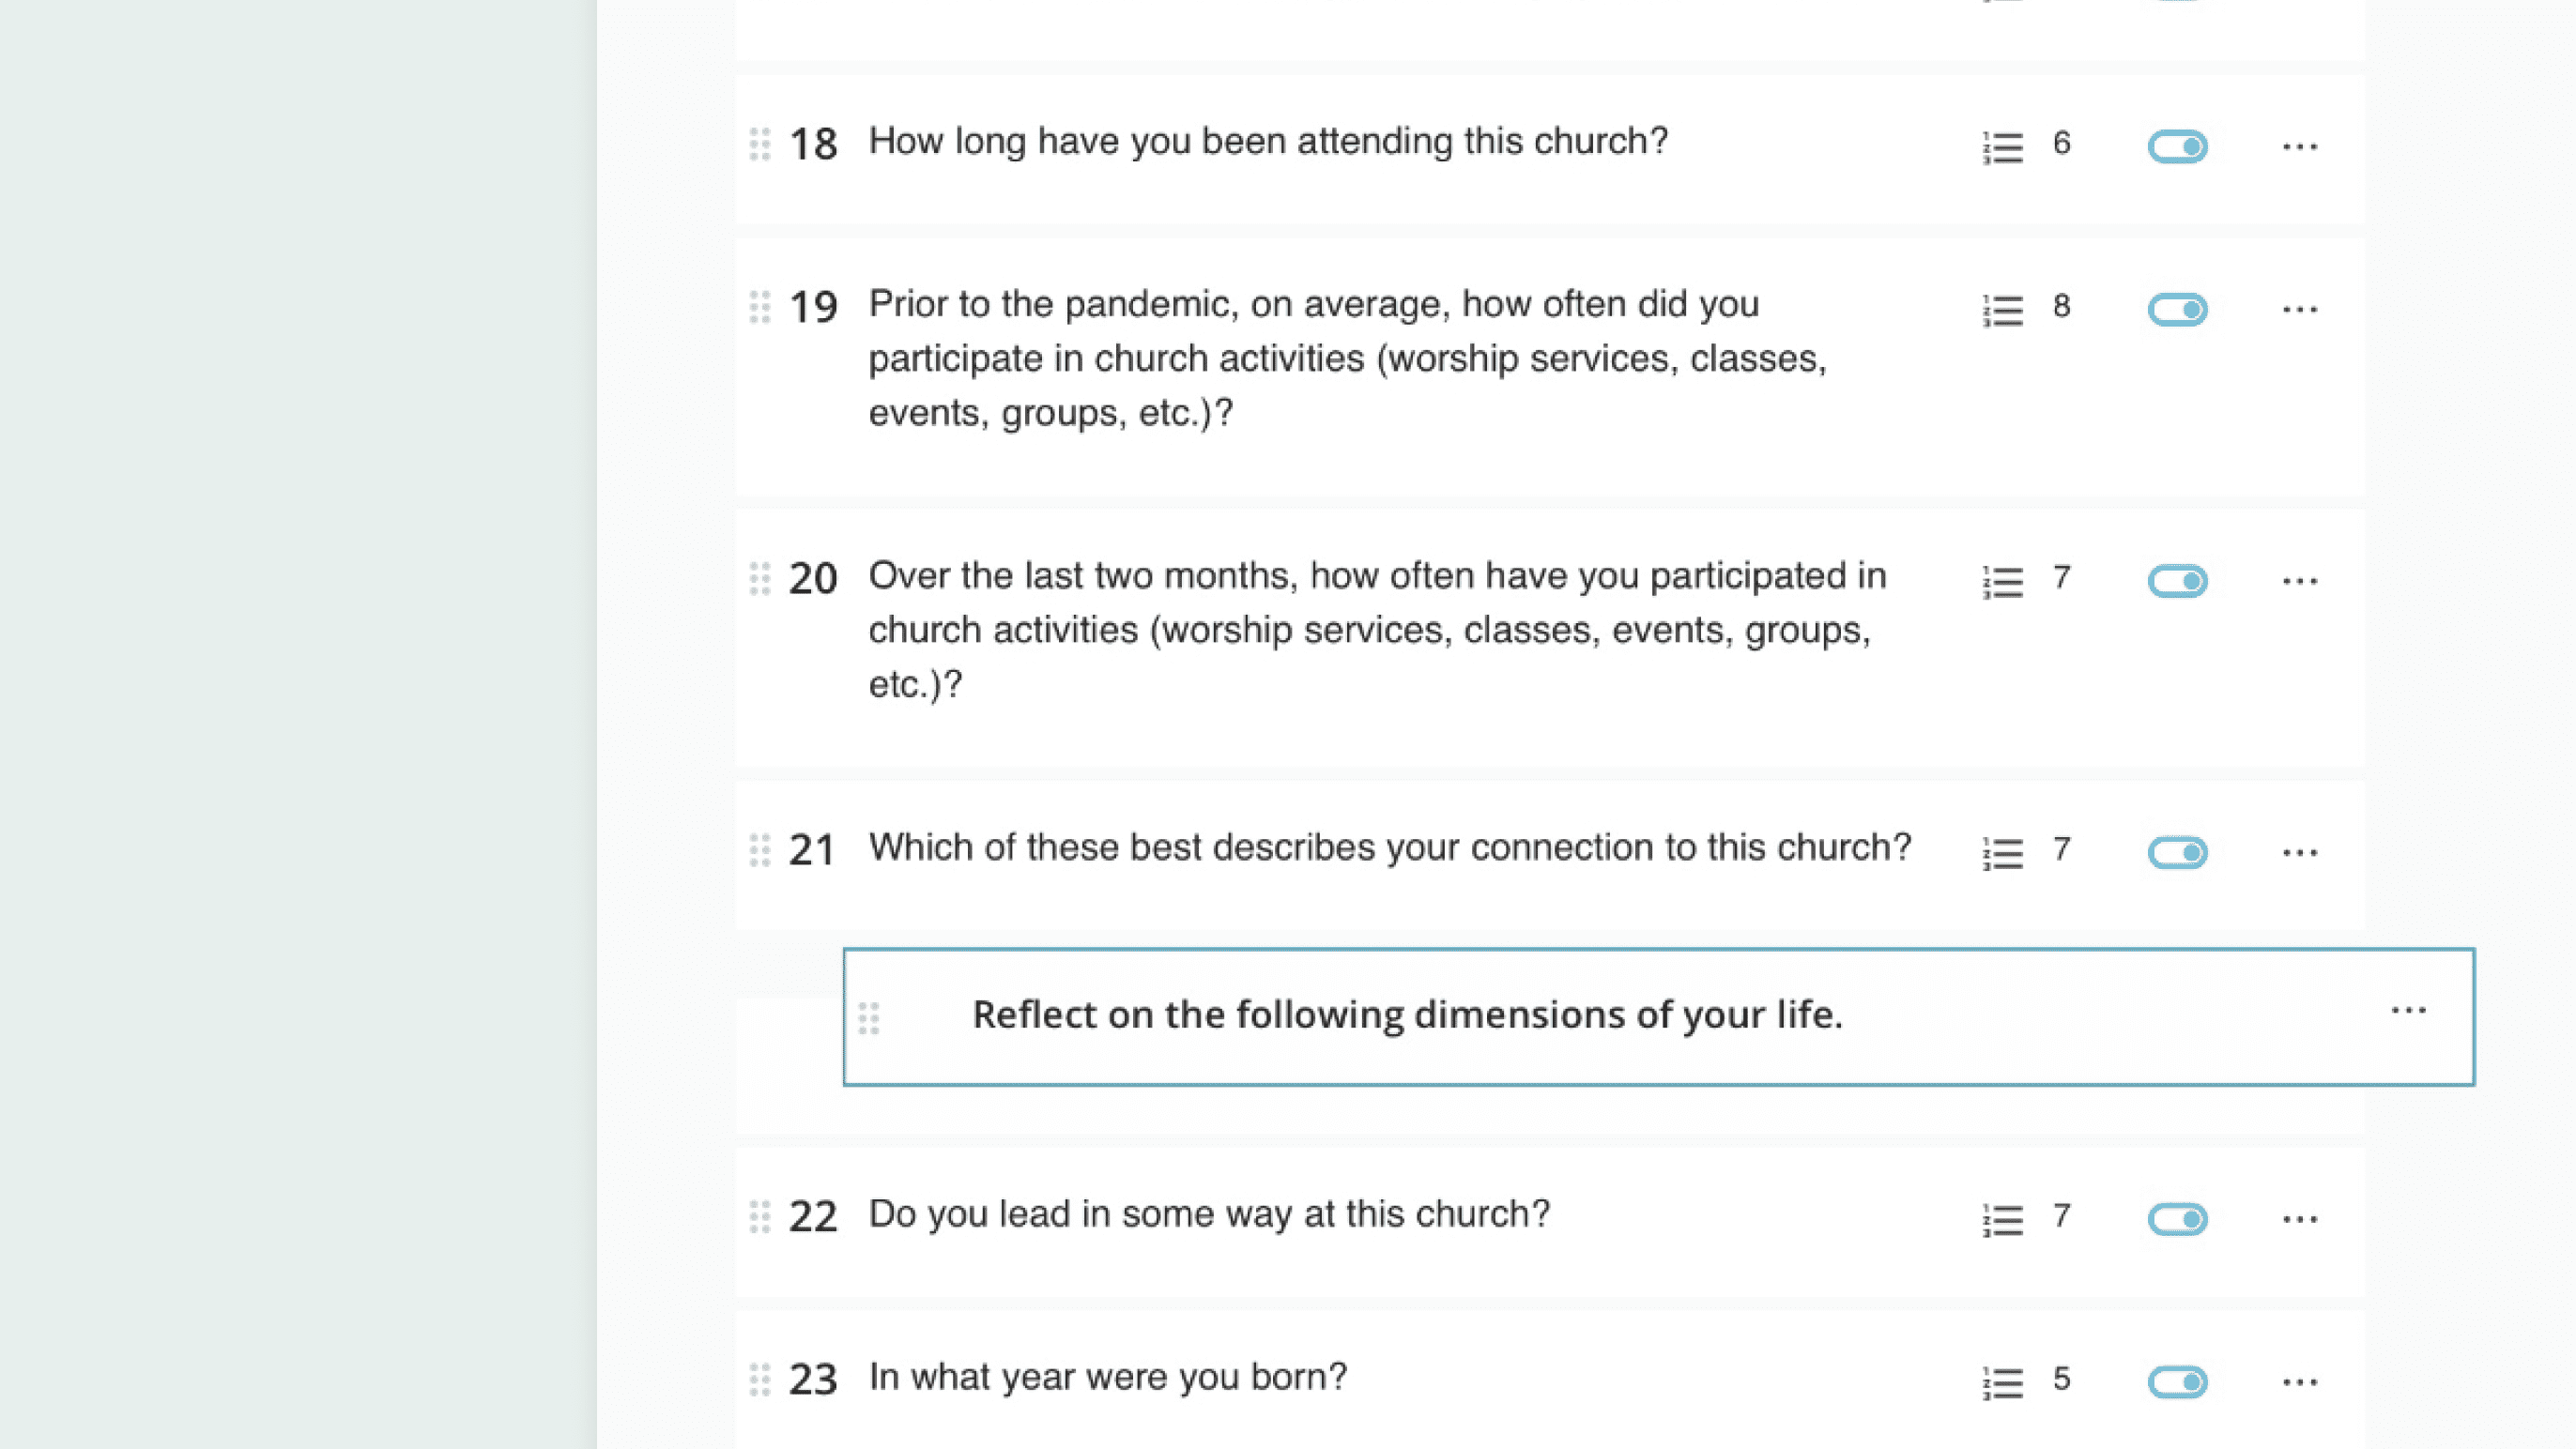 18 How long have you been attending this church? 6 ...
19 Prior to the pandemic, on average, how often did you 8 ...
participate in church activities (worship services, classes,
events, groups, etc.)?
20 Over the last two months, how often have you participated in 7 ...
church activities (worship services, classes, events, groups,
etc.)?
21 Which of these best describes your connection to this church? 7 ...
Reflect on the following dimensions of your life. ...
22 Do you lead in some way at this church? 7 ...
23 In what year were you born? 5 ...